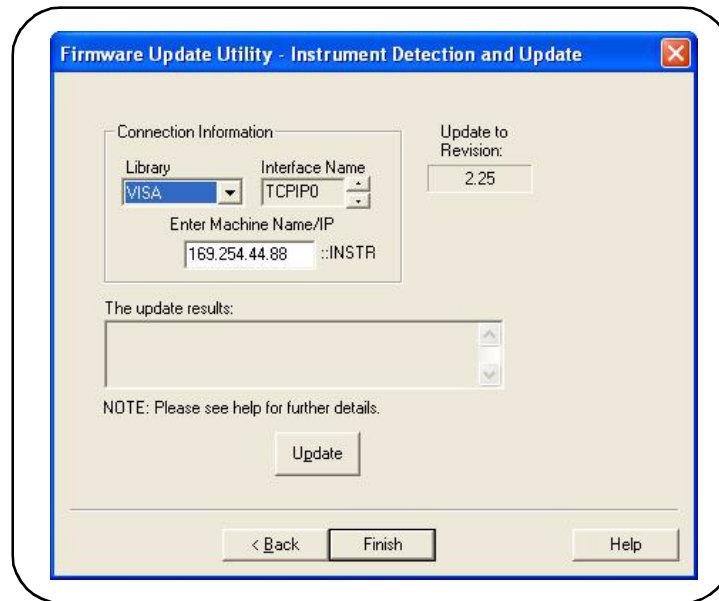 Firmware Update Utility - Instrument Detection and Update
Connection Information
Library
Interface Name
VISA
TCPIP0
Enter Machine Name/IP
169.254.44.88 ::INSTR
Update to
Revision:
2.25
The update results:
NOTE: Please see help for further details.
Update
< Back
Finish
Help